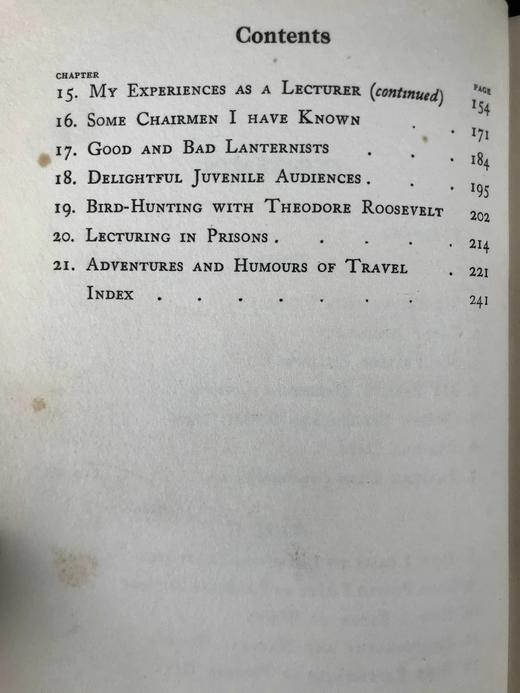 Contents
CHAPTER PAGE
15. My Experiences as a Lecturer (continued) 154
16. Some Chairmen I have Known . . 171
17. Good and Bad Lanternists . . . 184
18. Delightful Juvenile Audiences . . . 195
19. Bird-Hunting with Theodore Roosevelt 202
20. Lecturing in Prisons . . . . . 214
21. Adventures and Humours of Travel . 221
Index . . . . . . . . 241